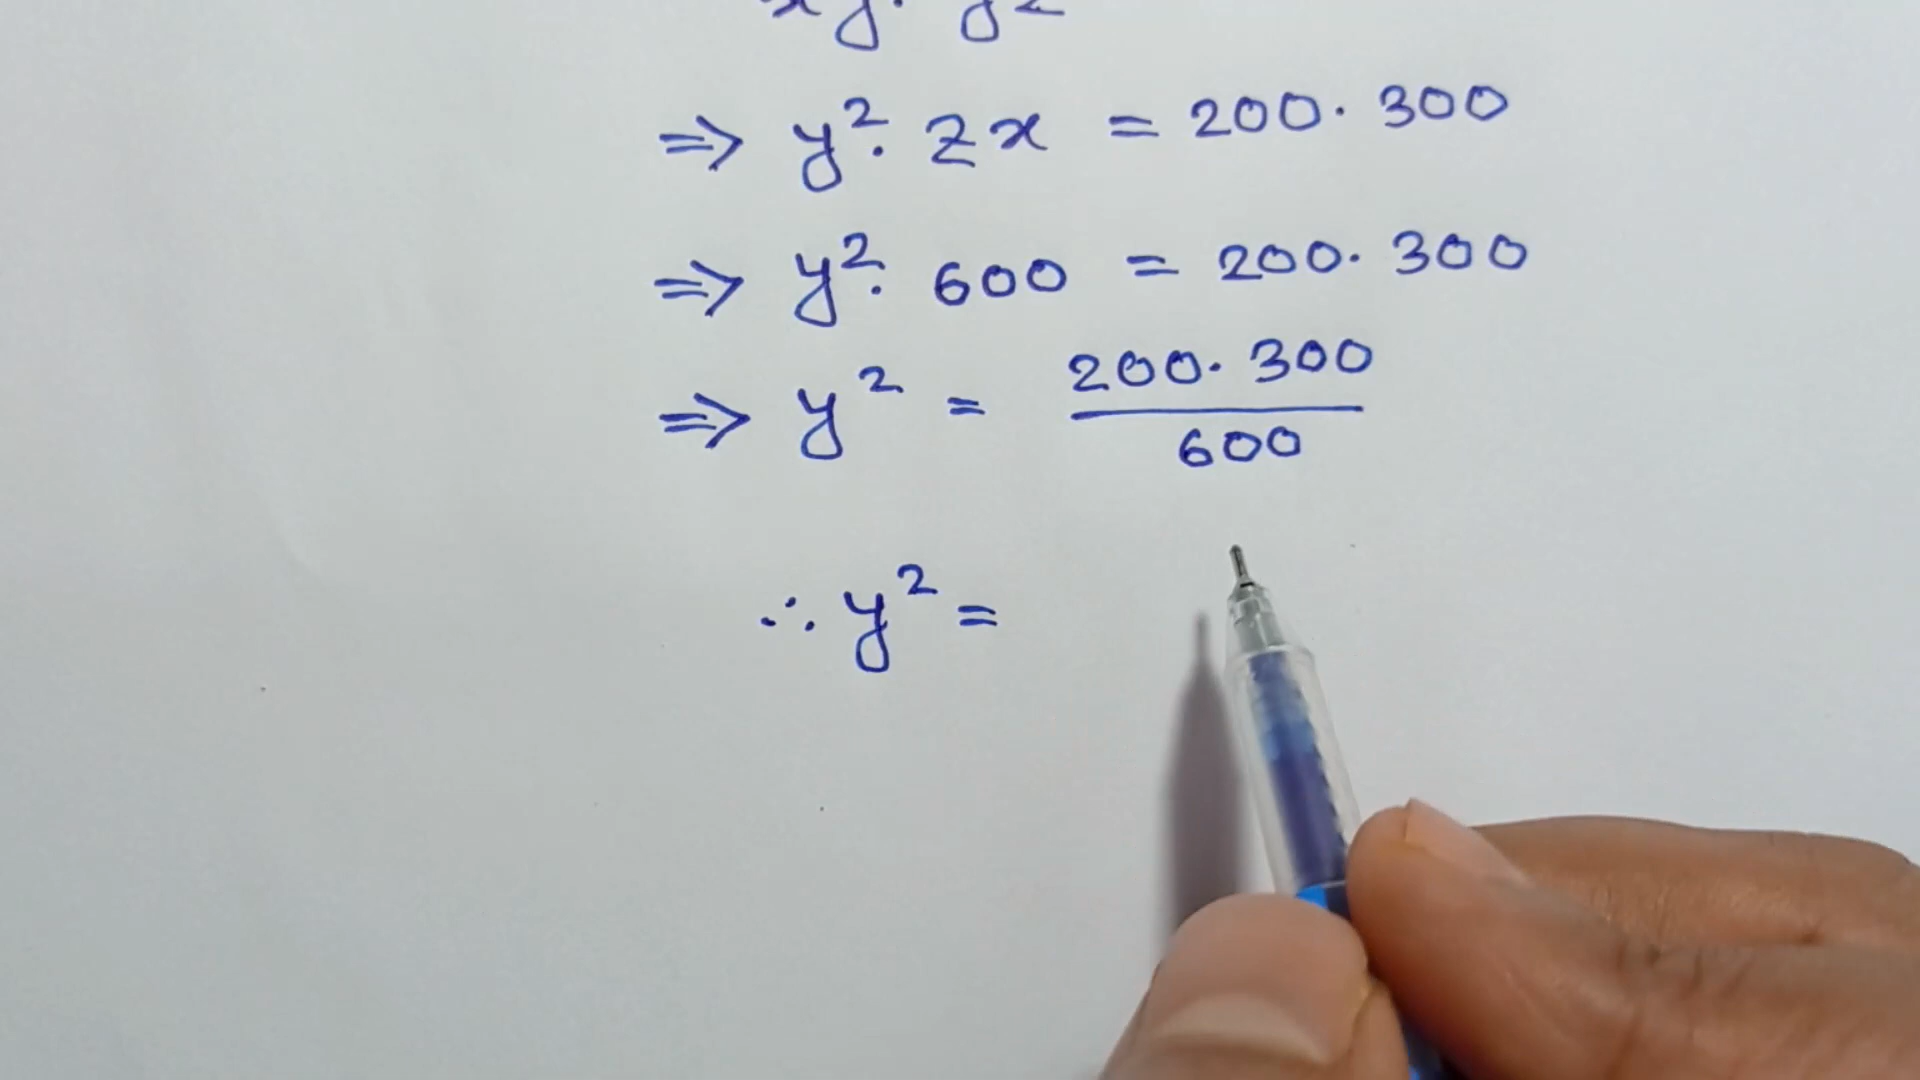 ⇒ y². zx = 200. 300
⇒ y². 600 = 200. 300
⇒ y² = 200. 300 / 600
∴ y² =